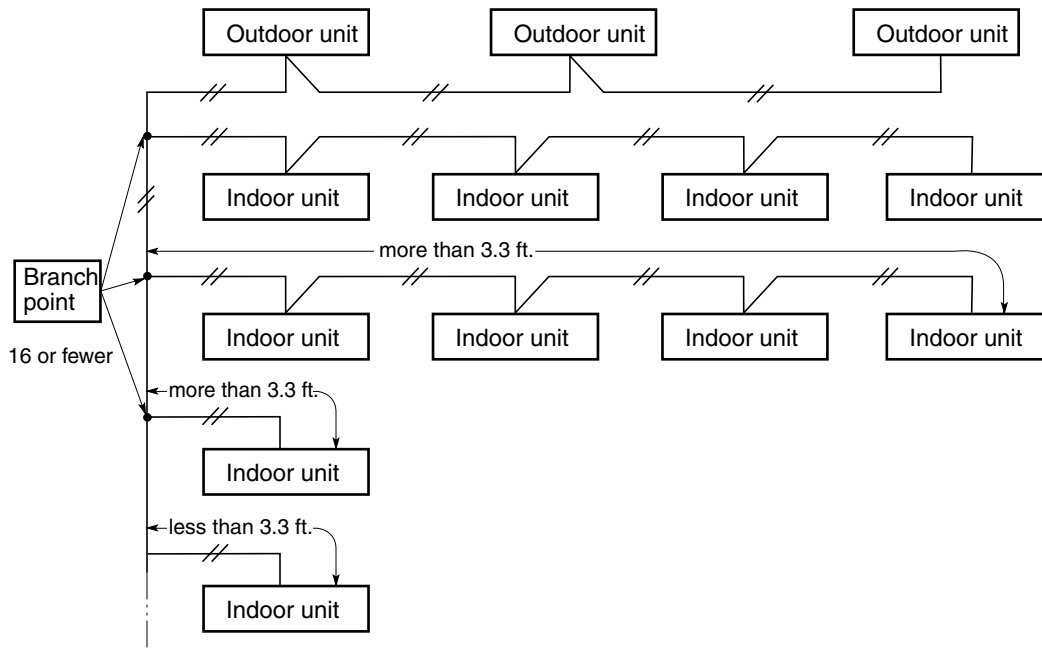 Outdoor unit
Outdoor unit
Outdoor unit
Indoor unit
Indoor unit
Indoor unit
Indoor unit
more than 3.3 ft.
Branch
point
16 or fewer
Indoor unit
Indoor unit
Indoor unit
Indoor unit
more than 3.3 ft.
Indoor unit
less than 3.3 ft.
Indoor unit